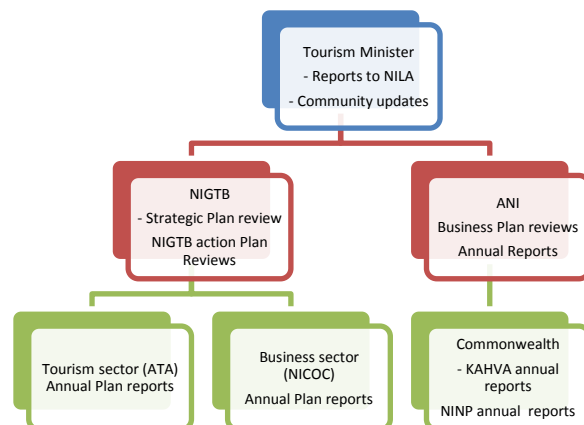 Tourism Minister
- Reports to NILA
- Community updates
NIGTB
- Strategic Plan review
NIGTB action Plan
Reviews
ANI
Business Plan reviews
Annual Reports
Tourism sector (ATA)
Annual Plan reports
Business sector
(NICOC)
Annual Plan reports
Commonwealth
- KAHVA annual
reports
NINP annual reports